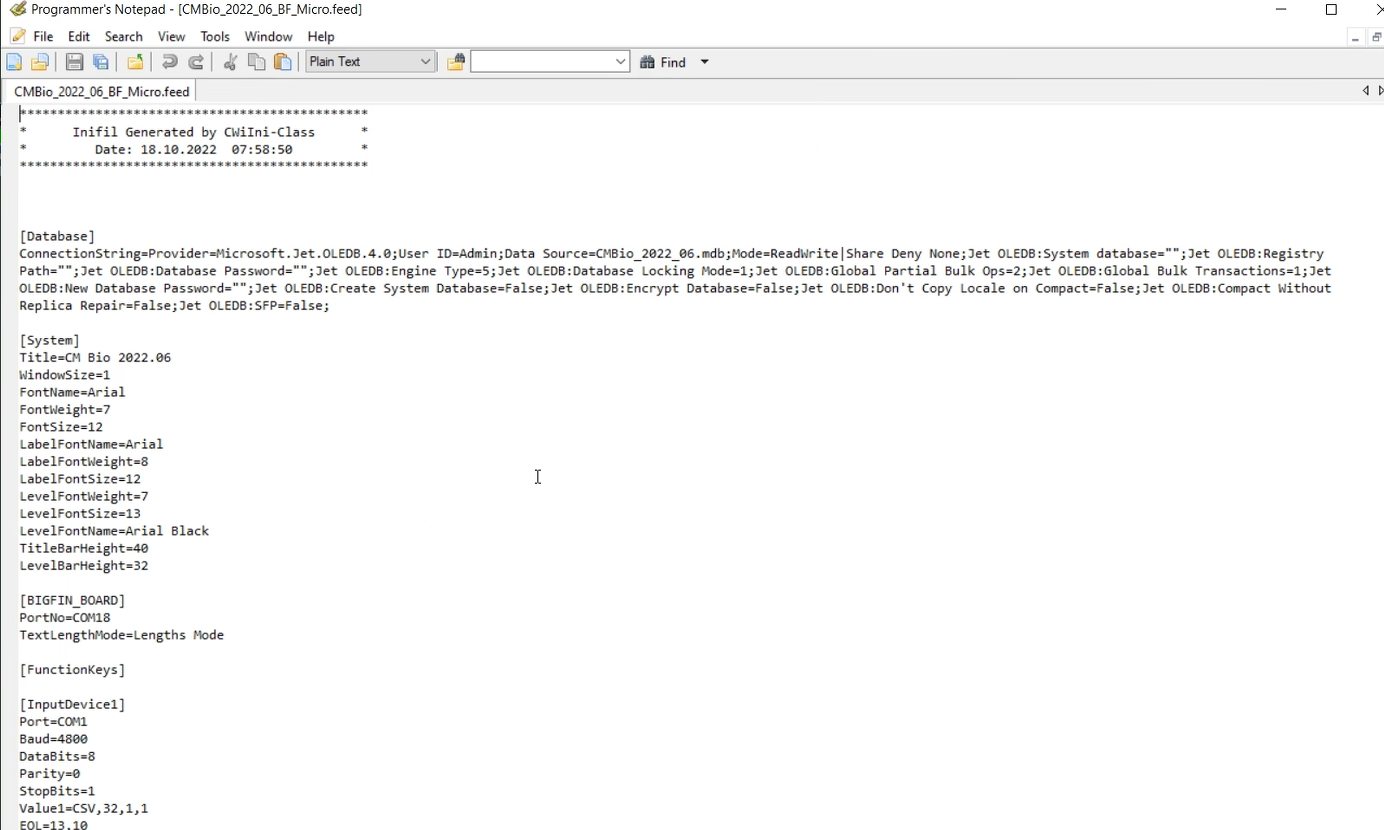 Programmer's Notepad - [CMBio_2022_06_BF_Micro.feed]
File Edit Search View Tools Window Help
Plain Text Find
CMBio_2022_06_BF_Micro.feed
**********************************************
* Inifil Generated by CWiIni-Class *
* Date: 18.10.2022 07:58:50 *
**********************************************
[Database]
ConnectionString=Provider=Microsoft.Jet.OLEDB.4.0;User ID=Admin;Data Source=CMBio_2022_06.mdb;Mode=ReadWrite|Share Deny None;Jet OLEDB:System database="";Jet OLEDB:Registry
Path="";Jet OLEDB:Database Password="";Jet OLEDB:Engine Type=5;Jet OLEDB:Database Locking Mode=1;Jet OLEDB:Global Partial Bulk Ops=2;Jet OLEDB:Global Bulk Transactions=1;Jet
OLEDB:New Database Password="";Jet OLEDB:Create System Database=False;Jet OLEDB:Encrypt Database=False;Jet OLEDB:Don't Copy Locale on Compact=False;Jet OLEDB:Compact Without
Replica Repair=False;Jet OLEDB:SFP=False;
[System]
Title=CM Bio 2022.06
WindowSize=1
FontName=Arial
FontWeight=7
FontSize=12
LabelFontName=Arial
LabelFontWeight=8
LabelFontSize=12
LevelFontWeight=7
LevelFontSize=13
LevelFontName=Arial Black
TitleBarHeight=40
LevelBarHeight=32
[BIGFIN_BOARD]
PortNo=COM18
TextLengthMode=Lengths Mode
[FunctionKeys]
[InputDevice1]
Port=COM1
Baud=4800
DataBits=8
Parity=0
StopBits=1
Value1=CSV,32,1,1
EOL=13,10